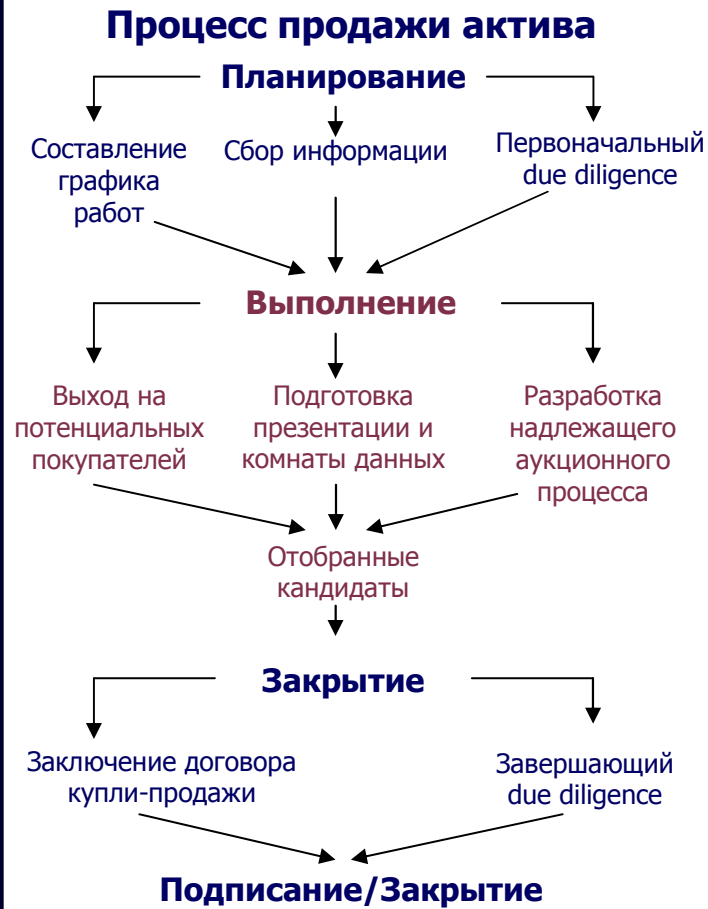 Процесс продажи актива
Планирование
Составление
графика
работ
Сбор информации
Первоначальный
due diligence
Выполнение
Выход на
потенциальных
покупателей
Подготовка
презентации и
комнаты данных
Разработка
надлежащего
аукционного
процесса
Отобранные
кандидаты
Закрытие
Заключение договора
купли-продажи
Завершающий
due diligence
Подписание/Закрытие